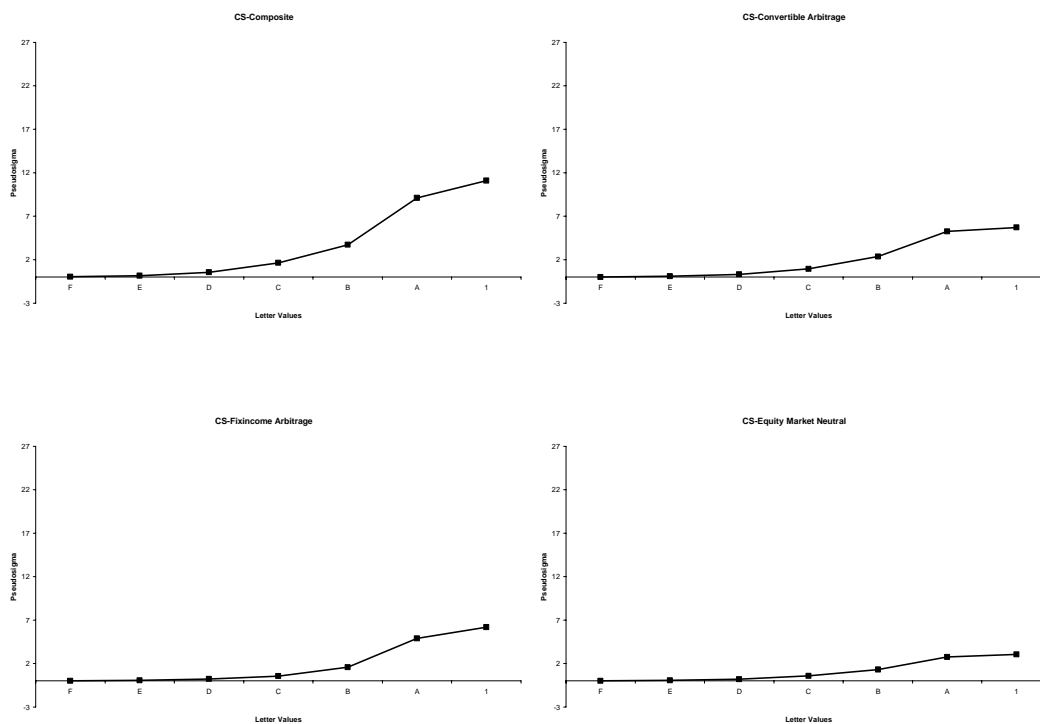 CS-Composite
27
22
17
12
7
2
-3
Pseudosigma
F E D C B A 1
Letter Values
CS-Convertible Arbitrage
27
22
17
12
7
2
-3
Pseudosigma
F E D C B A 1
Letter Values
CS-Fixincome Arbitrage
27
22
17
12
7
2
-3
Pseudosigma
F E D C B A 1
Letter Values
CS-Equity Market Neutral
27
22
17
12
7
2
-3
Pseudosigma
F E D C B A 1
Letter Values